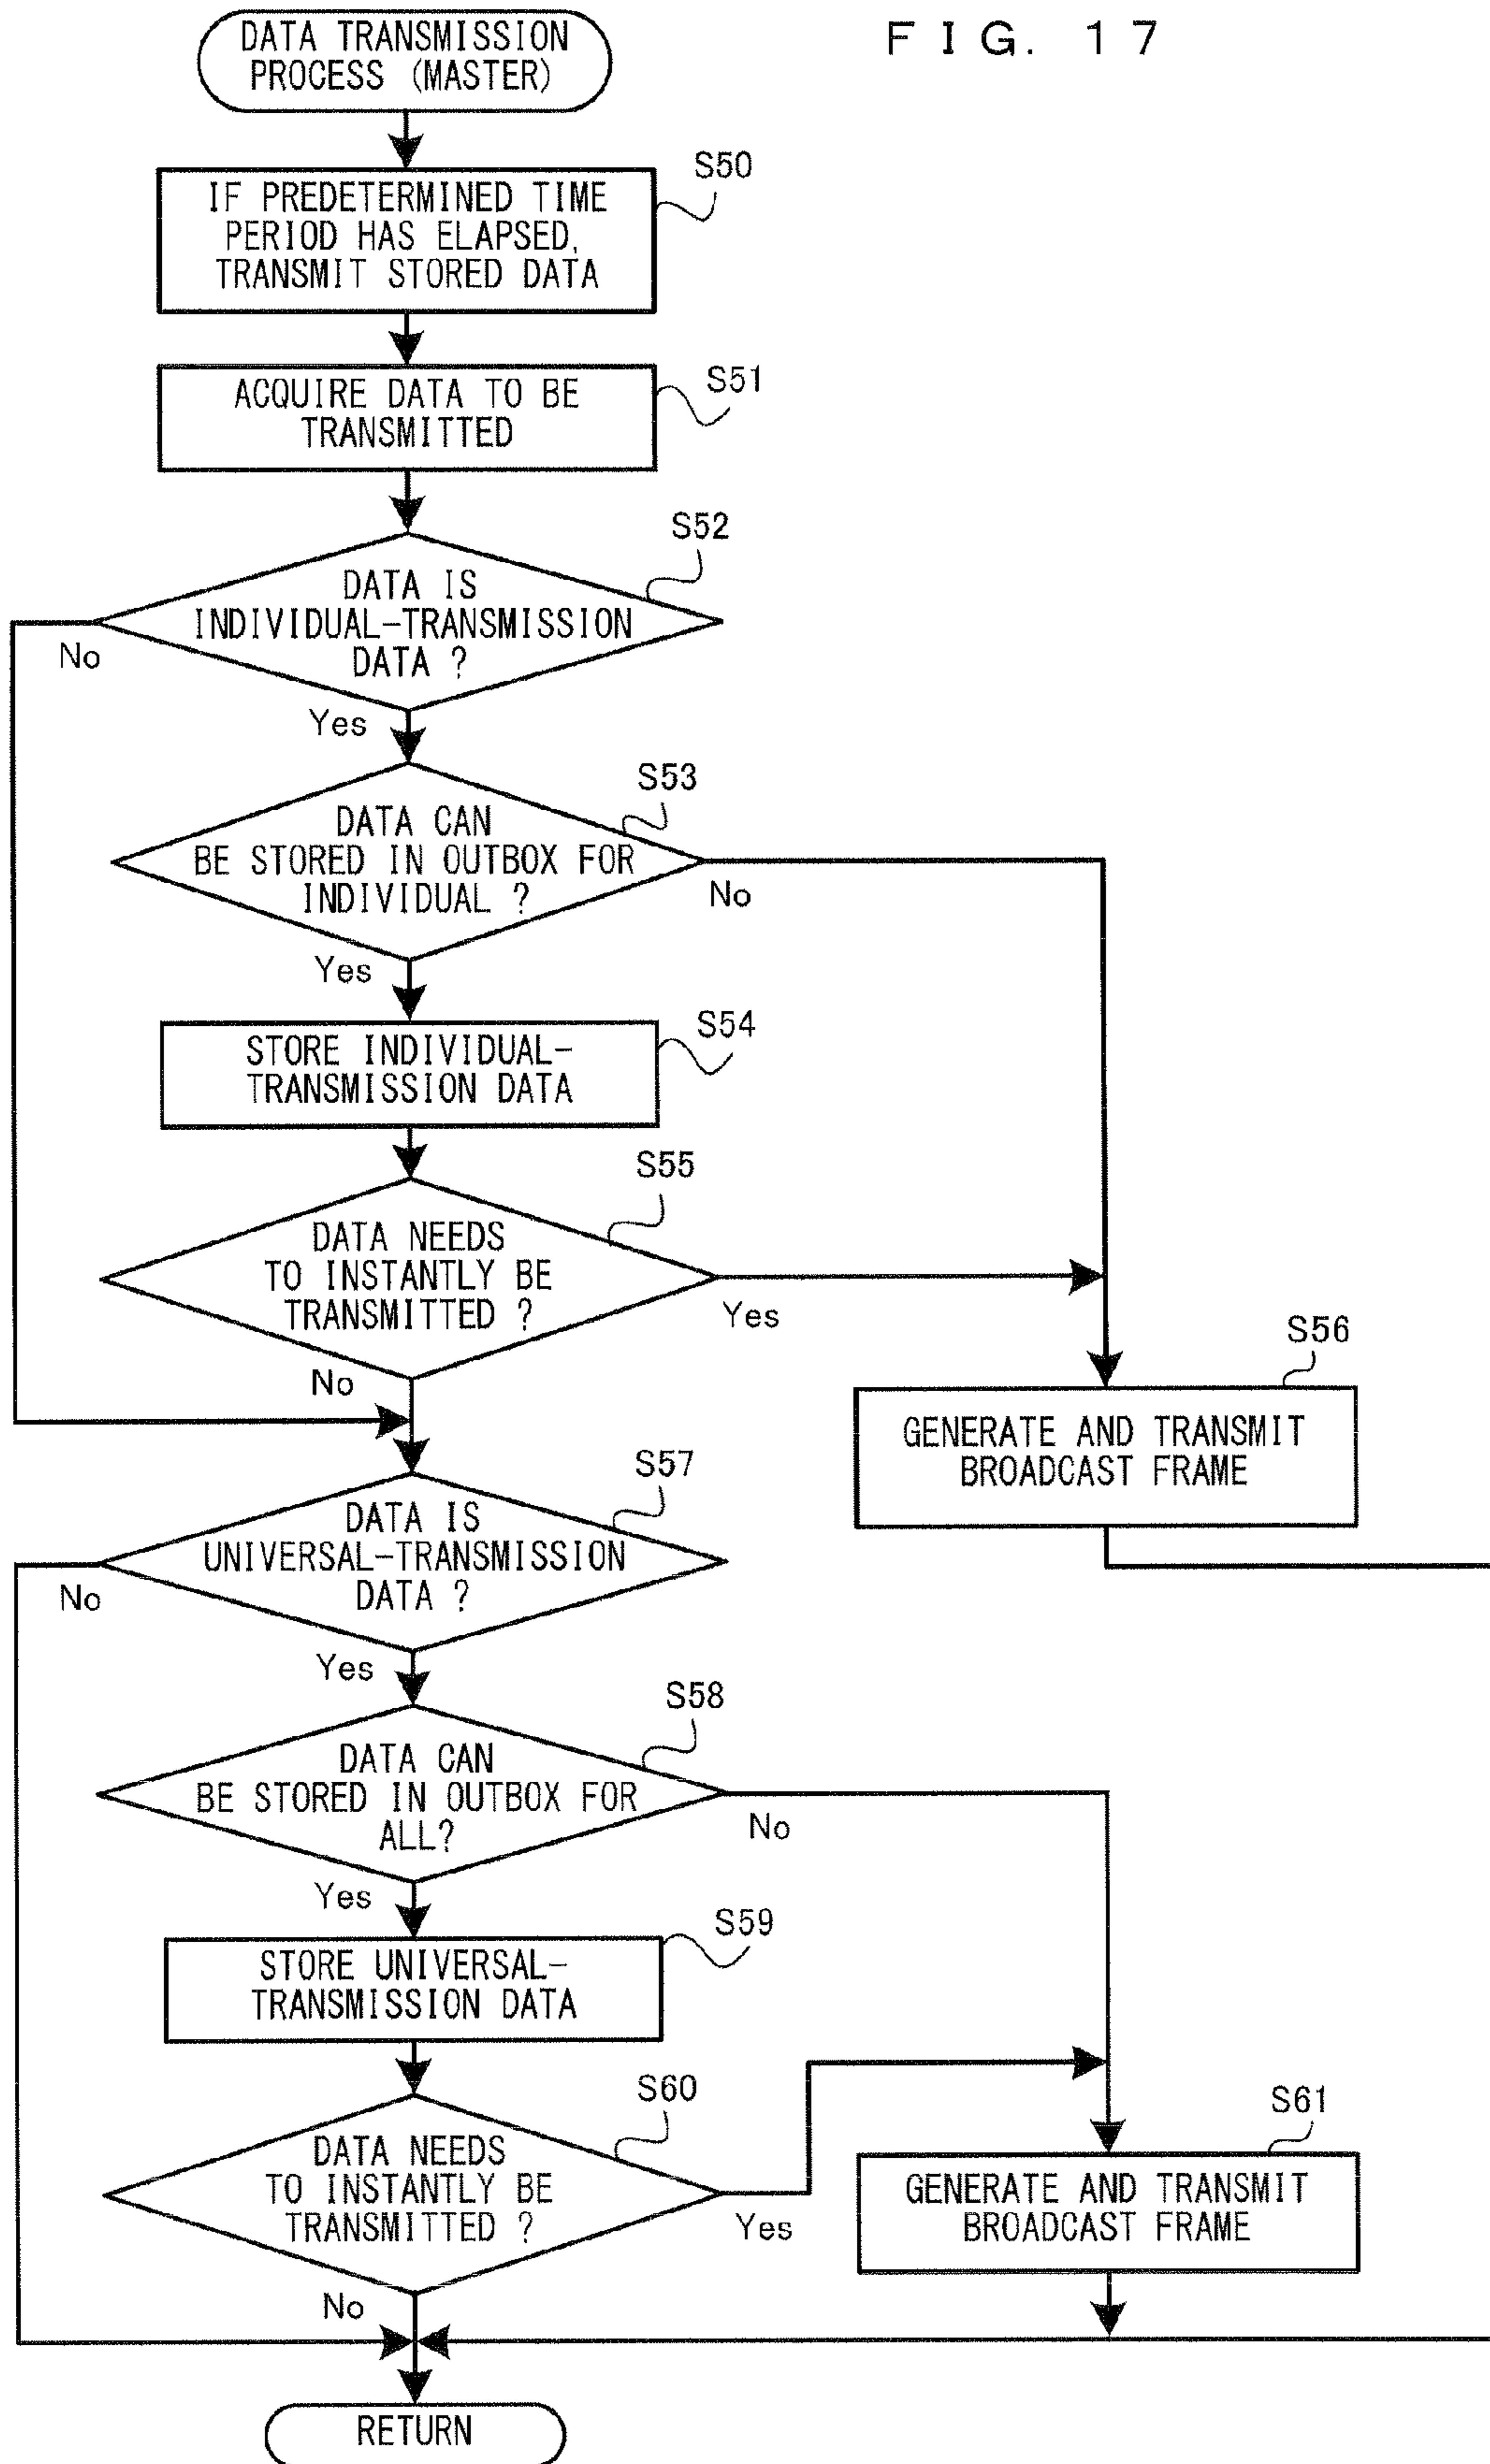 FIG. 17
DATA TRANSMISSION
PROCESS (MASTER)
S50
IF PREDETERMINED TIME
PERIOD HAS ELAPSED,
TRANSMIT STORED DATA
S51
ACQUIRE DATA TO BE
TRANSMITTED
S52
DATA IS
INDIVIDUAL-TRANSMISSION
DATA ?
No
Yes
S53
DATA CAN
BE STORED IN OUTBOX FOR
INDIVIDUAL ?
No
Yes
S54
STORE INDIVIDUAL-
TRANSMISSION DATA
S55
DATA NEEDS
TO INSTANTLY BE
TRANSMITTED ?
Yes
No
S56
GENERATE AND TRANSMIT
BROADCAST FRAME
S57
DATA IS
UNIVERSAL-TRANSMISSION
DATA ?
No
Yes
S58
DATA CAN
BE STORED IN OUTBOX FOR
ALL?
No
Yes
S59
STORE UNIVERSAL-
TRANSMISSION DATA
S60
DATA NEEDS
TO INSTANTLY BE
TRANSMITTED ?
Yes
No
S61
GENERATE AND TRANSMIT
BROADCAST FRAME
RETURN